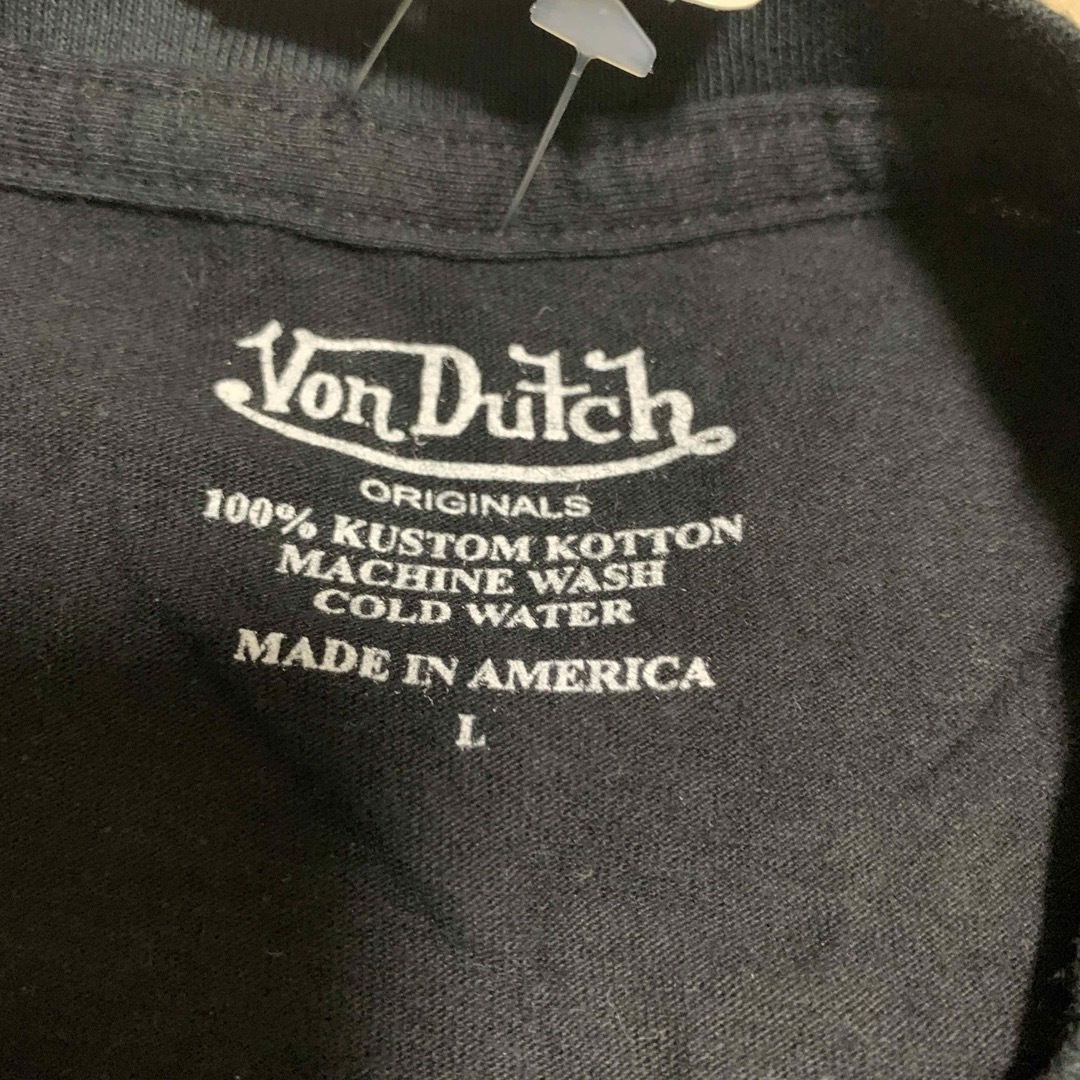 Von Dutch
ORIGINALS
100% KUSTOM KOTTON
MACHINE WASH
COLD WATER
MADE IN AMERICA
L